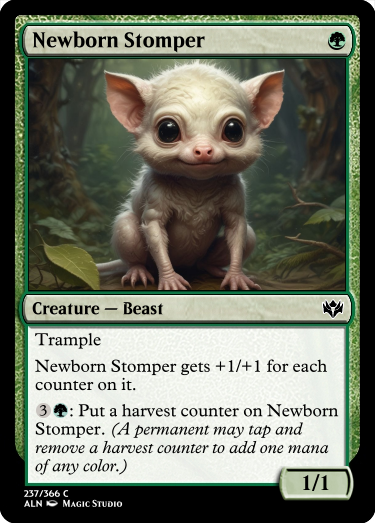 Newborn Stomper
Creature — Beast
Trample
Newborn Stomper gets +1/+1 for each
counter on it.
3: Put a harvest counter on Newborn
Stomper. (A permanent may tap and
remove a harvest counter to add one mana
of any color.)
1/1
237/366 C
ALN Magic Studio